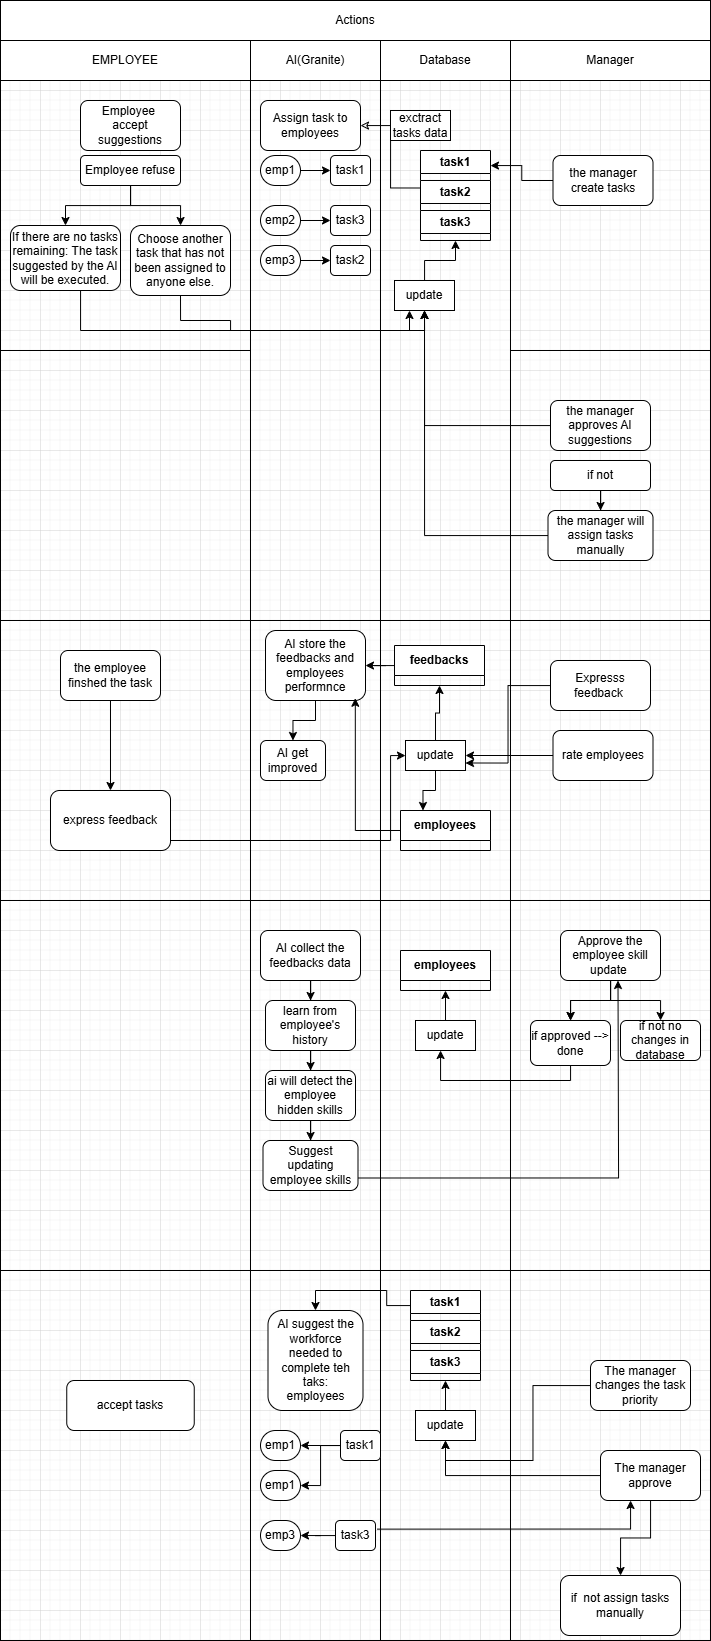 Actions
EMPLOYEE
AI(Granite)
Database
Manager
Employee
accept
suggestions
Employee refuse
If there are no tasks
remaining: The task
suggested by the AI
will be executed.
Choose another
task that has not
been assigned to
anyone else.
Assign task to
employees
emp1
task1
emp2
task3
emp3
task2
exctract
tasks data
task1
task2
task3
update
the manager
create tasks
the manager
approves AI
suggestions
if not
the manager will
assign tasks
manually
the employee
finshed the task
express feedback
AI store the
feedbacks and
employees
performnce
AI get
improved
feedbacks
update
employees
Expresss
feedback
rate employees
AI collect the
feedbacks data
learn from
employee's
history
ai will detect the
employee
hidden skills
Suggest
updating
employee skills
employees
update
Approve the
employee skill
update
if approved -->
done
if not no
changes in
database
accept tasks
AI suggest the
workforce
needed to
complete teh
taks:
employees
emp1
task1
emp1
emp3
task3
task1
task2
task3
update
The manager
changes the task
priority
The manager
approve
if  not assign tasks
manually